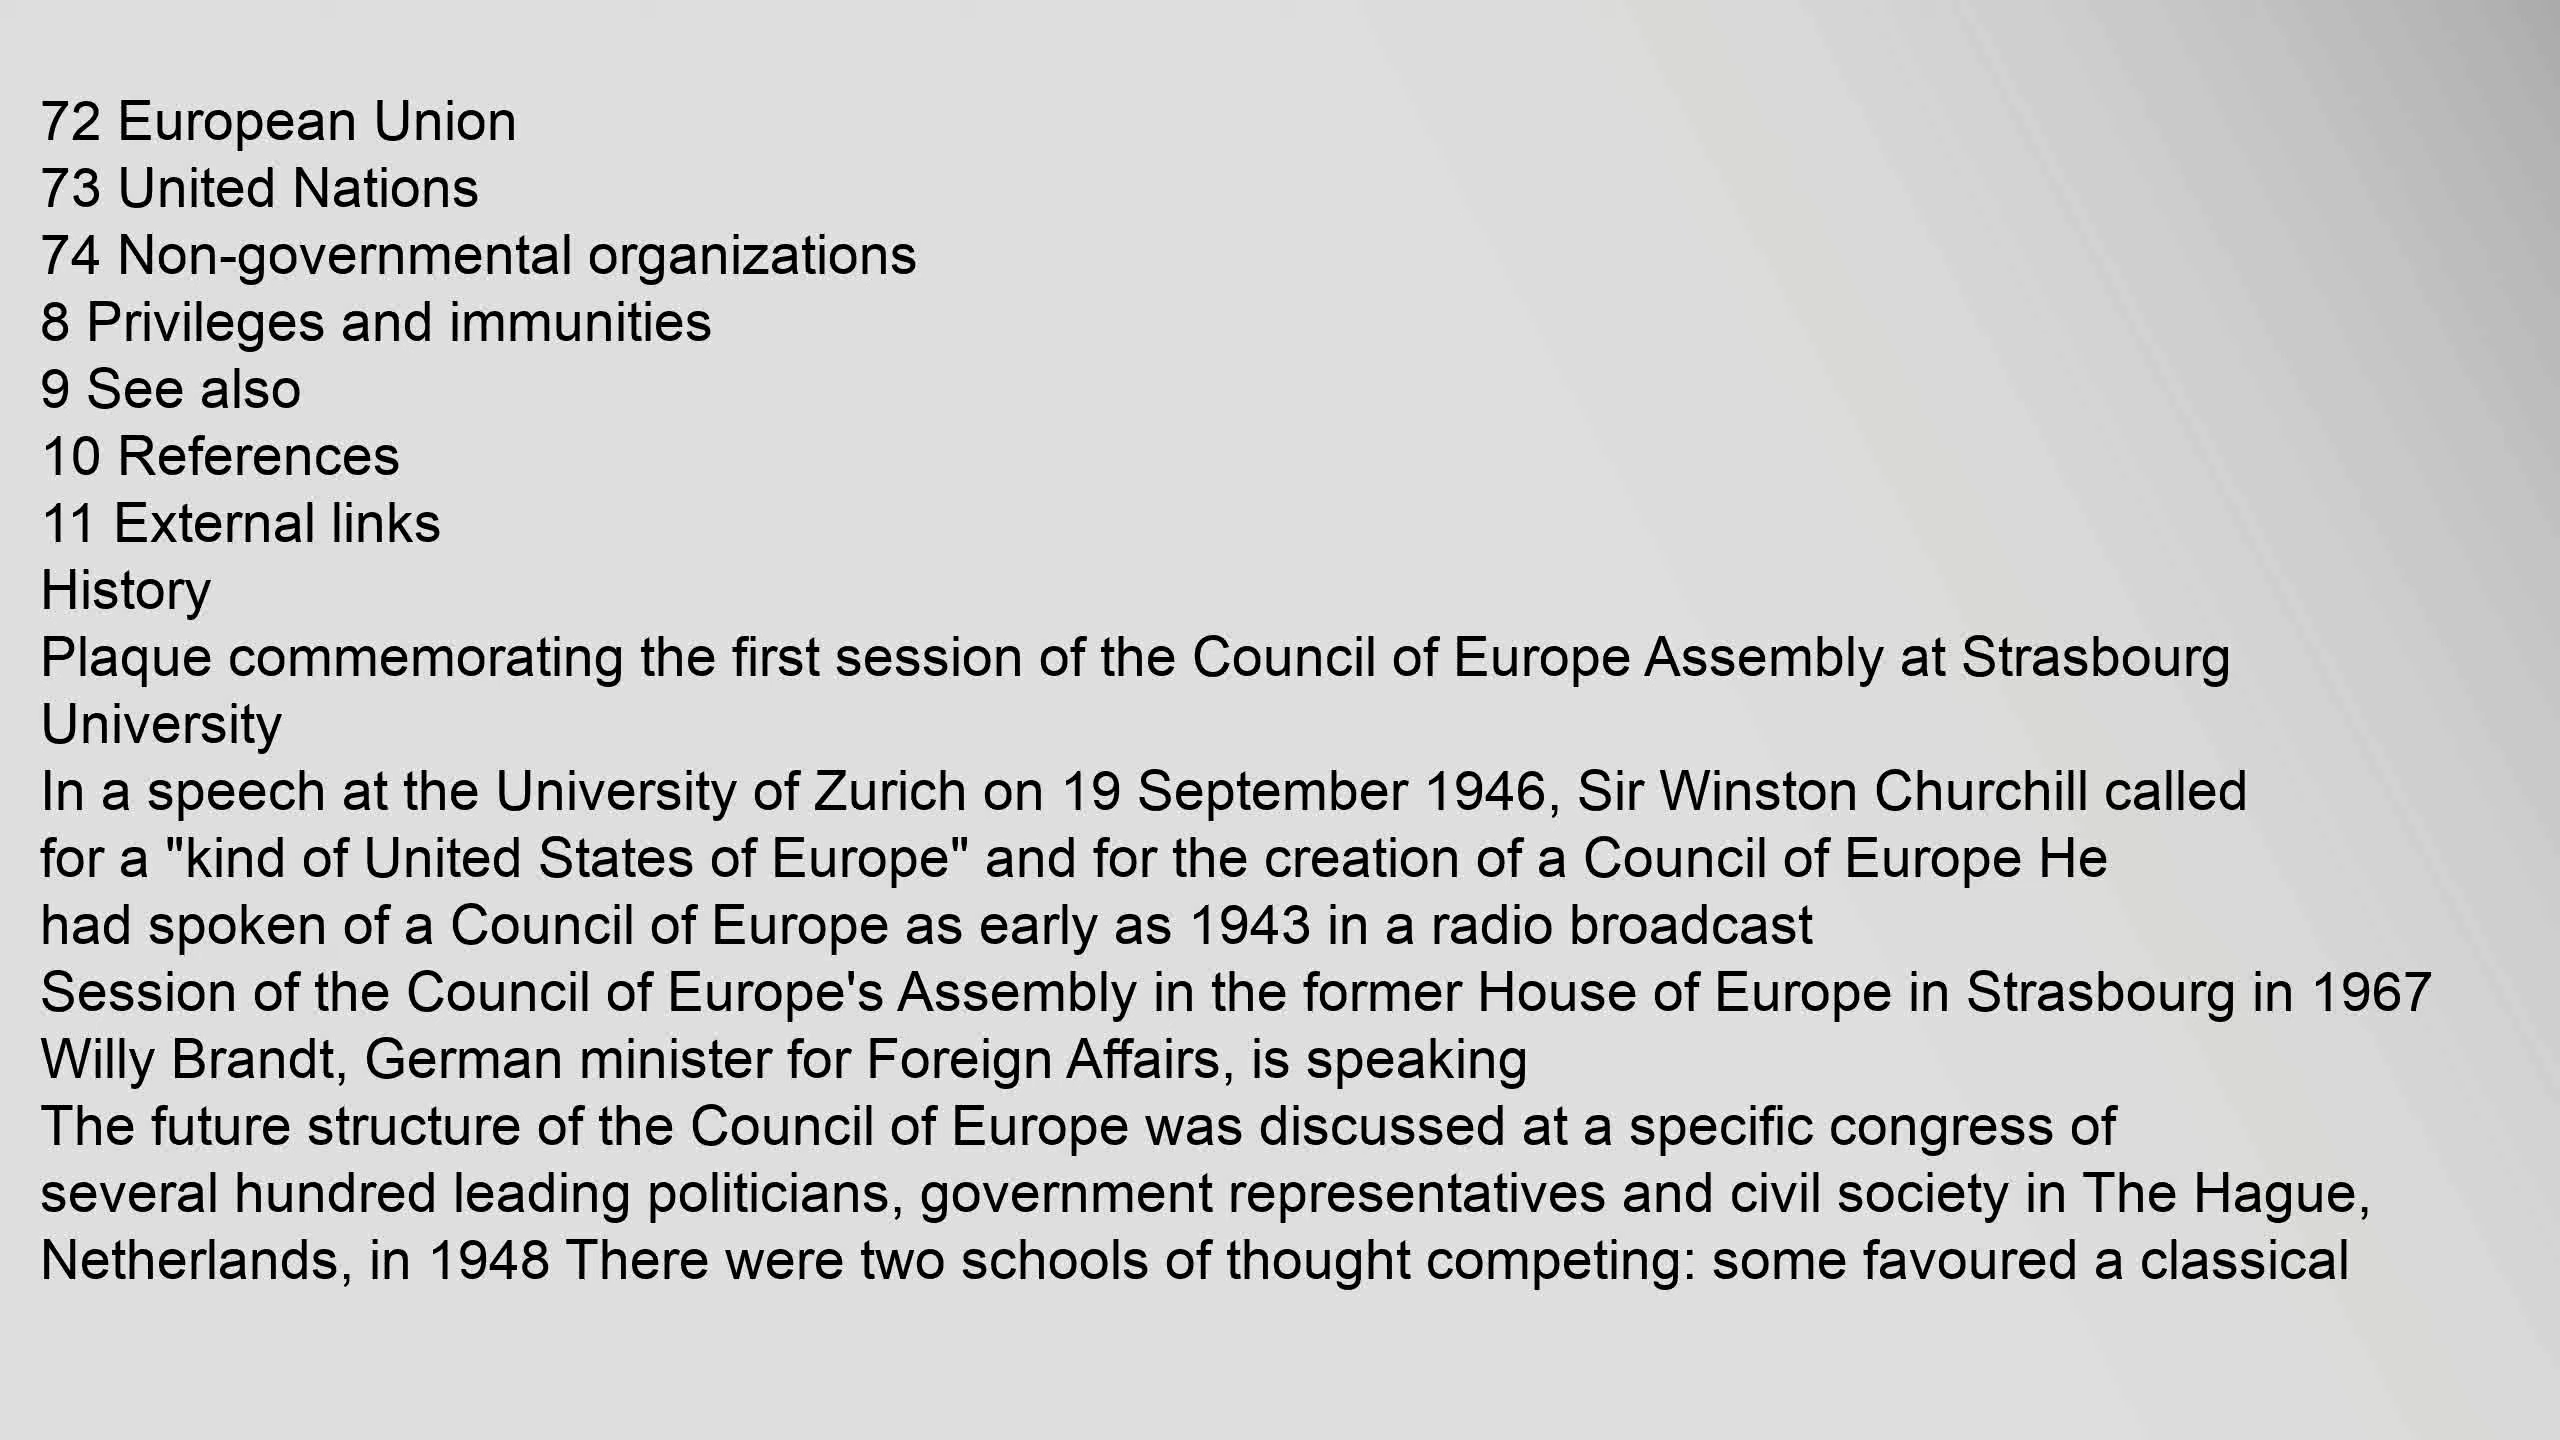 72 European Union
73 United Nations
74 Non-governmental organizations
8 Privileges and immunities
9 See also
10 References
11 External links
History
Plaque commemorating the first session of the Council of Europe Assembly at Strasbourg
University
In a speech at the University of Zurich on 19 September 1946, Sir Winston Churchill called
for a "kind of United States of Europe" and for the creation of a Council of Europe He
had spoken of a Council of Europe as early as 1943 in a radio broadcast
Session of the Council of Europe's Assembly in the former House of Europe in Strasbourg in 1967
Willy Brandt, German minister for Foreign Affairs, is speaking
The future structure of the Council of Europe was discussed at a specific congress of
several hundred leading politicians, government representatives and civil society in The Hague,
Netherlands, in 1948 There were two schools of thought competing: some favoured a classical